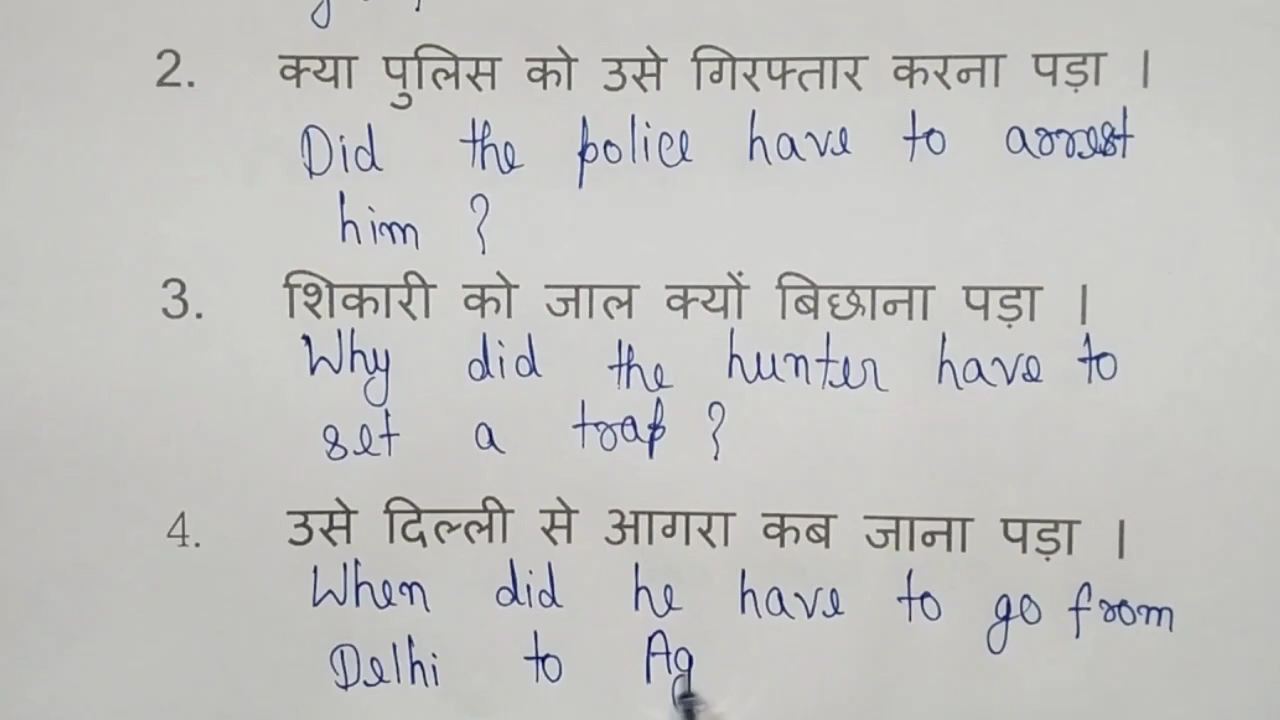 2. क्या पुलिस को उसे गिरफ्तार करना पड़ा ।
Did the police have to arrest
him ?
3. शिकारी को जाल क्यों बिछाना पड़ा ।
Why did the hunter have to
set a trap ?
4. उसे दिल्ली से आगरा कब जाना पड़ा ।
When did he have to go from
Delhi to Ag